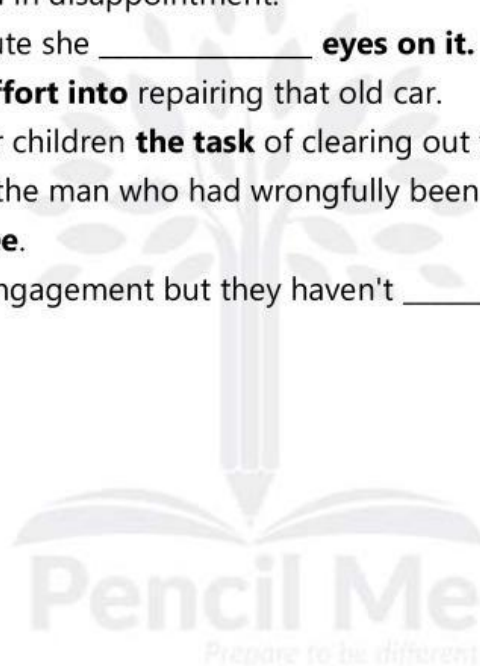 in disappointment.
ute she ______________ eyes on it.
ffort into repairing that old car.
r children the task of clearing out
the man who had wrongfully been
e.
ngagement but they haven't _____
Pencil Me
Prepare to be different